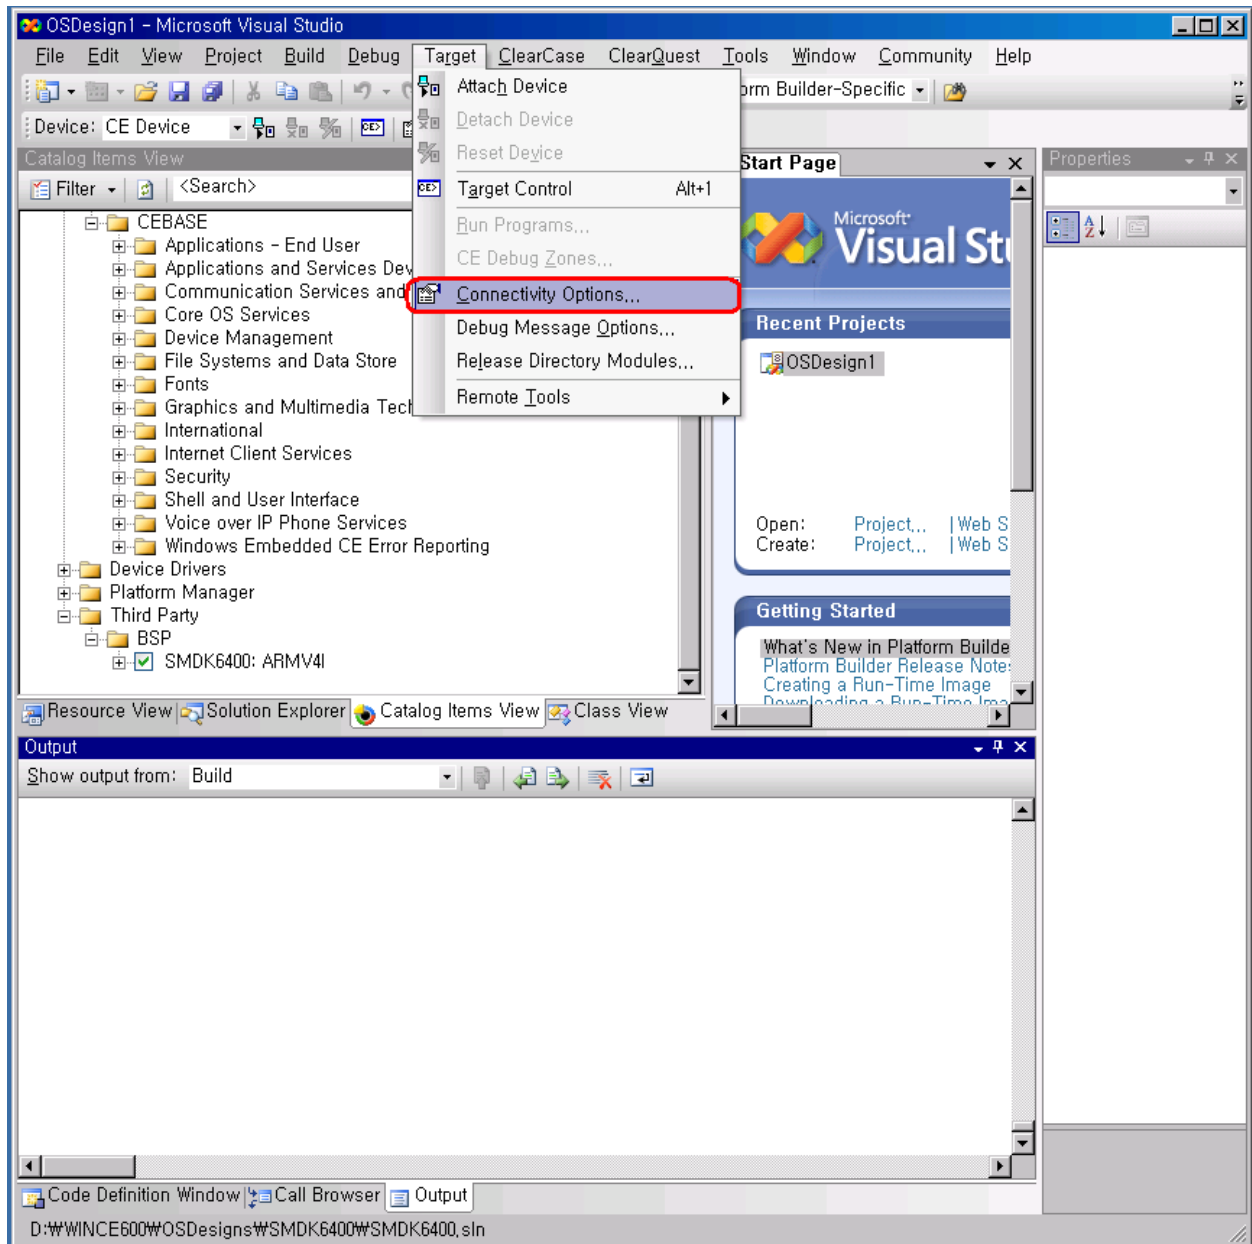 OSDesign1 - Microsoft Visual Studio
File Edit View Project Build Debug Target ClearCase ClearQuest Tools Window Community Help
Builder-Specific
Device: CE Device
Attach Device
Detach Device
Reset Device
Target Control Alt+1
Run Programs...
CE Debug Zones...
Connectivity Options...
Debug Message Options...
Release Directory Modules...
Remote Tools
Catalog Items View
Filter <Search>
CEBASE
Applications - End User
Applications and Services
Communication Services and
Core OS Services
Device Management
File Systems and Data Store
Fonts
Graphics and Multimedia
International
Internet Client Services
Security
Shell and User Interface
Voice over IP Phone Services
Windows Embedded CE Error Reporting
Device Drivers
Platform Manager
Third Party
BSP
SMDK6400: ARMV4I
Resource View Solution Explorer Catalog Items View Class View
Start Page
Microsoft
Visual
Recent Projects
OSDesign1
Open: Project... | Web
Create: Project... | Web
Getting Started
What's New in Platform
Platform Builder Release
Creating a Run-Time Image
Downloading a Run-Time
Properties
Output
Show output from: Build
Code Definition Window Call Browser Output
D:₩WINCE600₩OSDesigns₩SMDK6400₩SMDK6400.sln